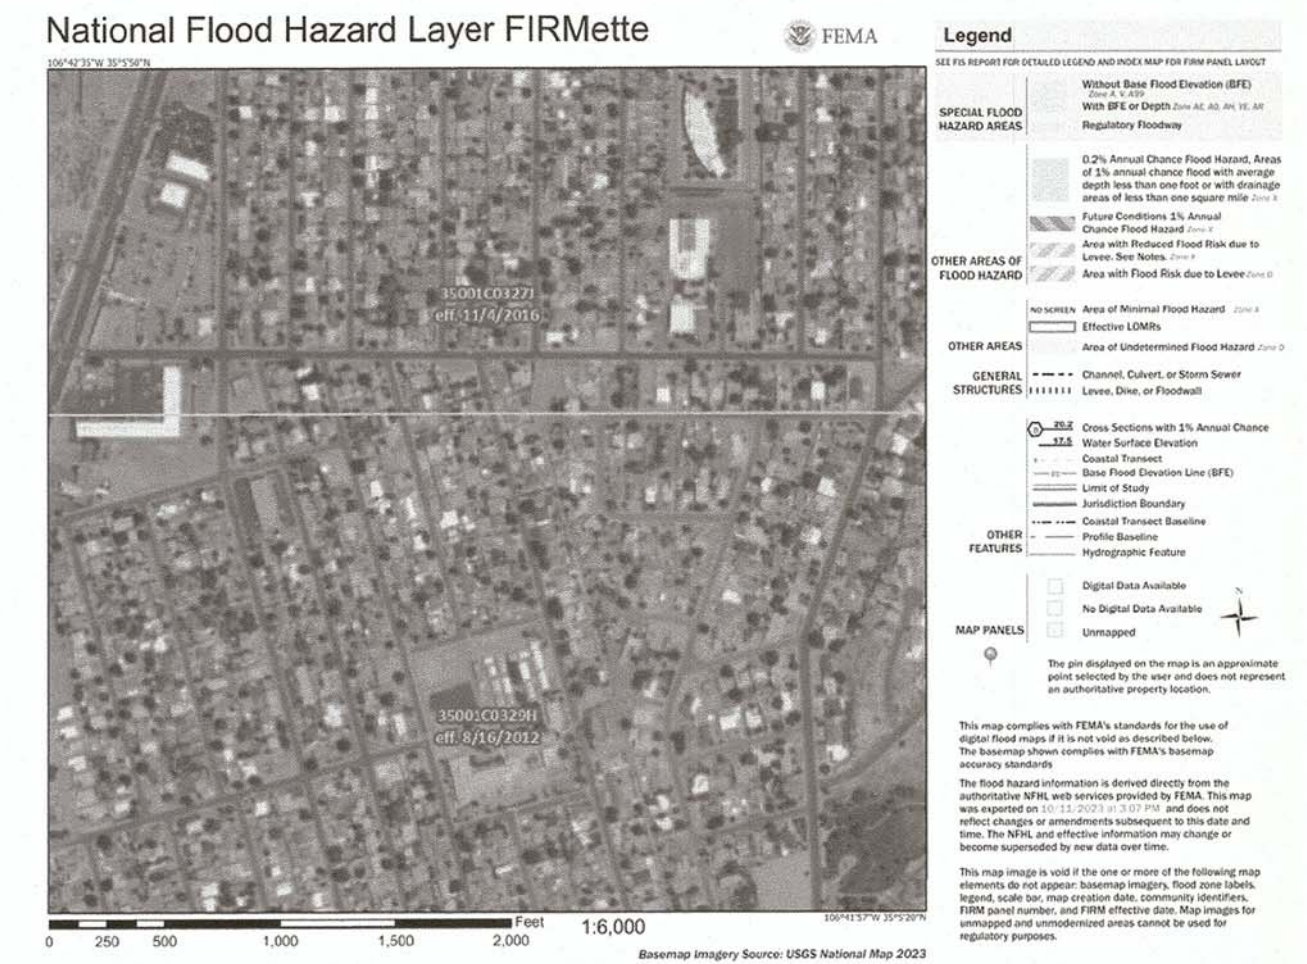 National Flood Hazard Layer FIRMette
FEMA
106°42'35"W 35°5'50"N
35001C0327J
eff. 11/4/2016
35001C0329H
eff. 8/16/2012
106°41'57"W 35°5'20"N
Feet
0 250 500 1,000 1,500 2,000
1:6,000
Basemap Imagery Source: USGS National Map 2023
Legend
SEE FIS REPORT FOR DETAILED LEGEND AND INDEX MAP FOR FIRM PANEL LAYOUT
SPECIAL FLOOD
HAZARD AREAS
Without Base Flood Elevation (BFE)
Zone A, V, A99
With BFE or Depth Zone AE, AO, AH, VE, AR
Regulatory Floodway
OTHER AREAS OF
FLOOD HAZARD
0.2% Annual Chance Flood Hazard, Areas
of 1% annual chance flood with average
depth less than one foot or with drainage
areas of less than one square mile Zone X
Future Conditions 1% Annual
Chance Flood Hazard Zone X
Area with Reduced Flood Risk due to
Levee. See Notes. Zone X
Area with Flood Risk due to Levee Zone D
OTHER AREAS
NO SCREEN Area of Minimal Flood Hazard Zone X
Effective LOMRs
Area of Undetermined Flood Hazard Zone D
GENERAL
STRUCTURES
Channel, Culvert, or Storm Sewer
Levee, Dike, or Floodwall
OTHER
FEATURES
20.2 Cross Sections with 1% Annual Chance
17.5 Water Surface Elevation
Coastal Transect
Base Flood Elevation Line (BFE)
Limit of Study
Jurisdiction Boundary
Coastal Transect Baseline
Profile Baseline
Hydrographic Feature
MAP PANELS
Digital Data Available
No Digital Data Available
Unmapped
N
The pin displayed on the map is an approximate
point selected by the user and does not represent
an authoritative property location.
This map complies with FEMA's standards for the use of
digital flood maps if it is not void as described below.
The basemap shown complies with FEMA's basemap
accuracy standards
The flood hazard information is derived directly from the
authoritative NFHL web services provided by FEMA. This map
was exported on 10/11/2023 at 3:07 PM and does not
reflect changes or amendments subsequent to this date and
time. The NFHL and effective information may change or
become superseded by new data over time.
This map image is void if the one or more of the following map
elements do not appear: basemap imagery, flood zone labels,
legend, scale bar, map creation date, community identifiers,
FIRM panel number, and FIRM effective date. Map images for
unmapped and unmodernized areas cannot be used for
regulatory purposes.